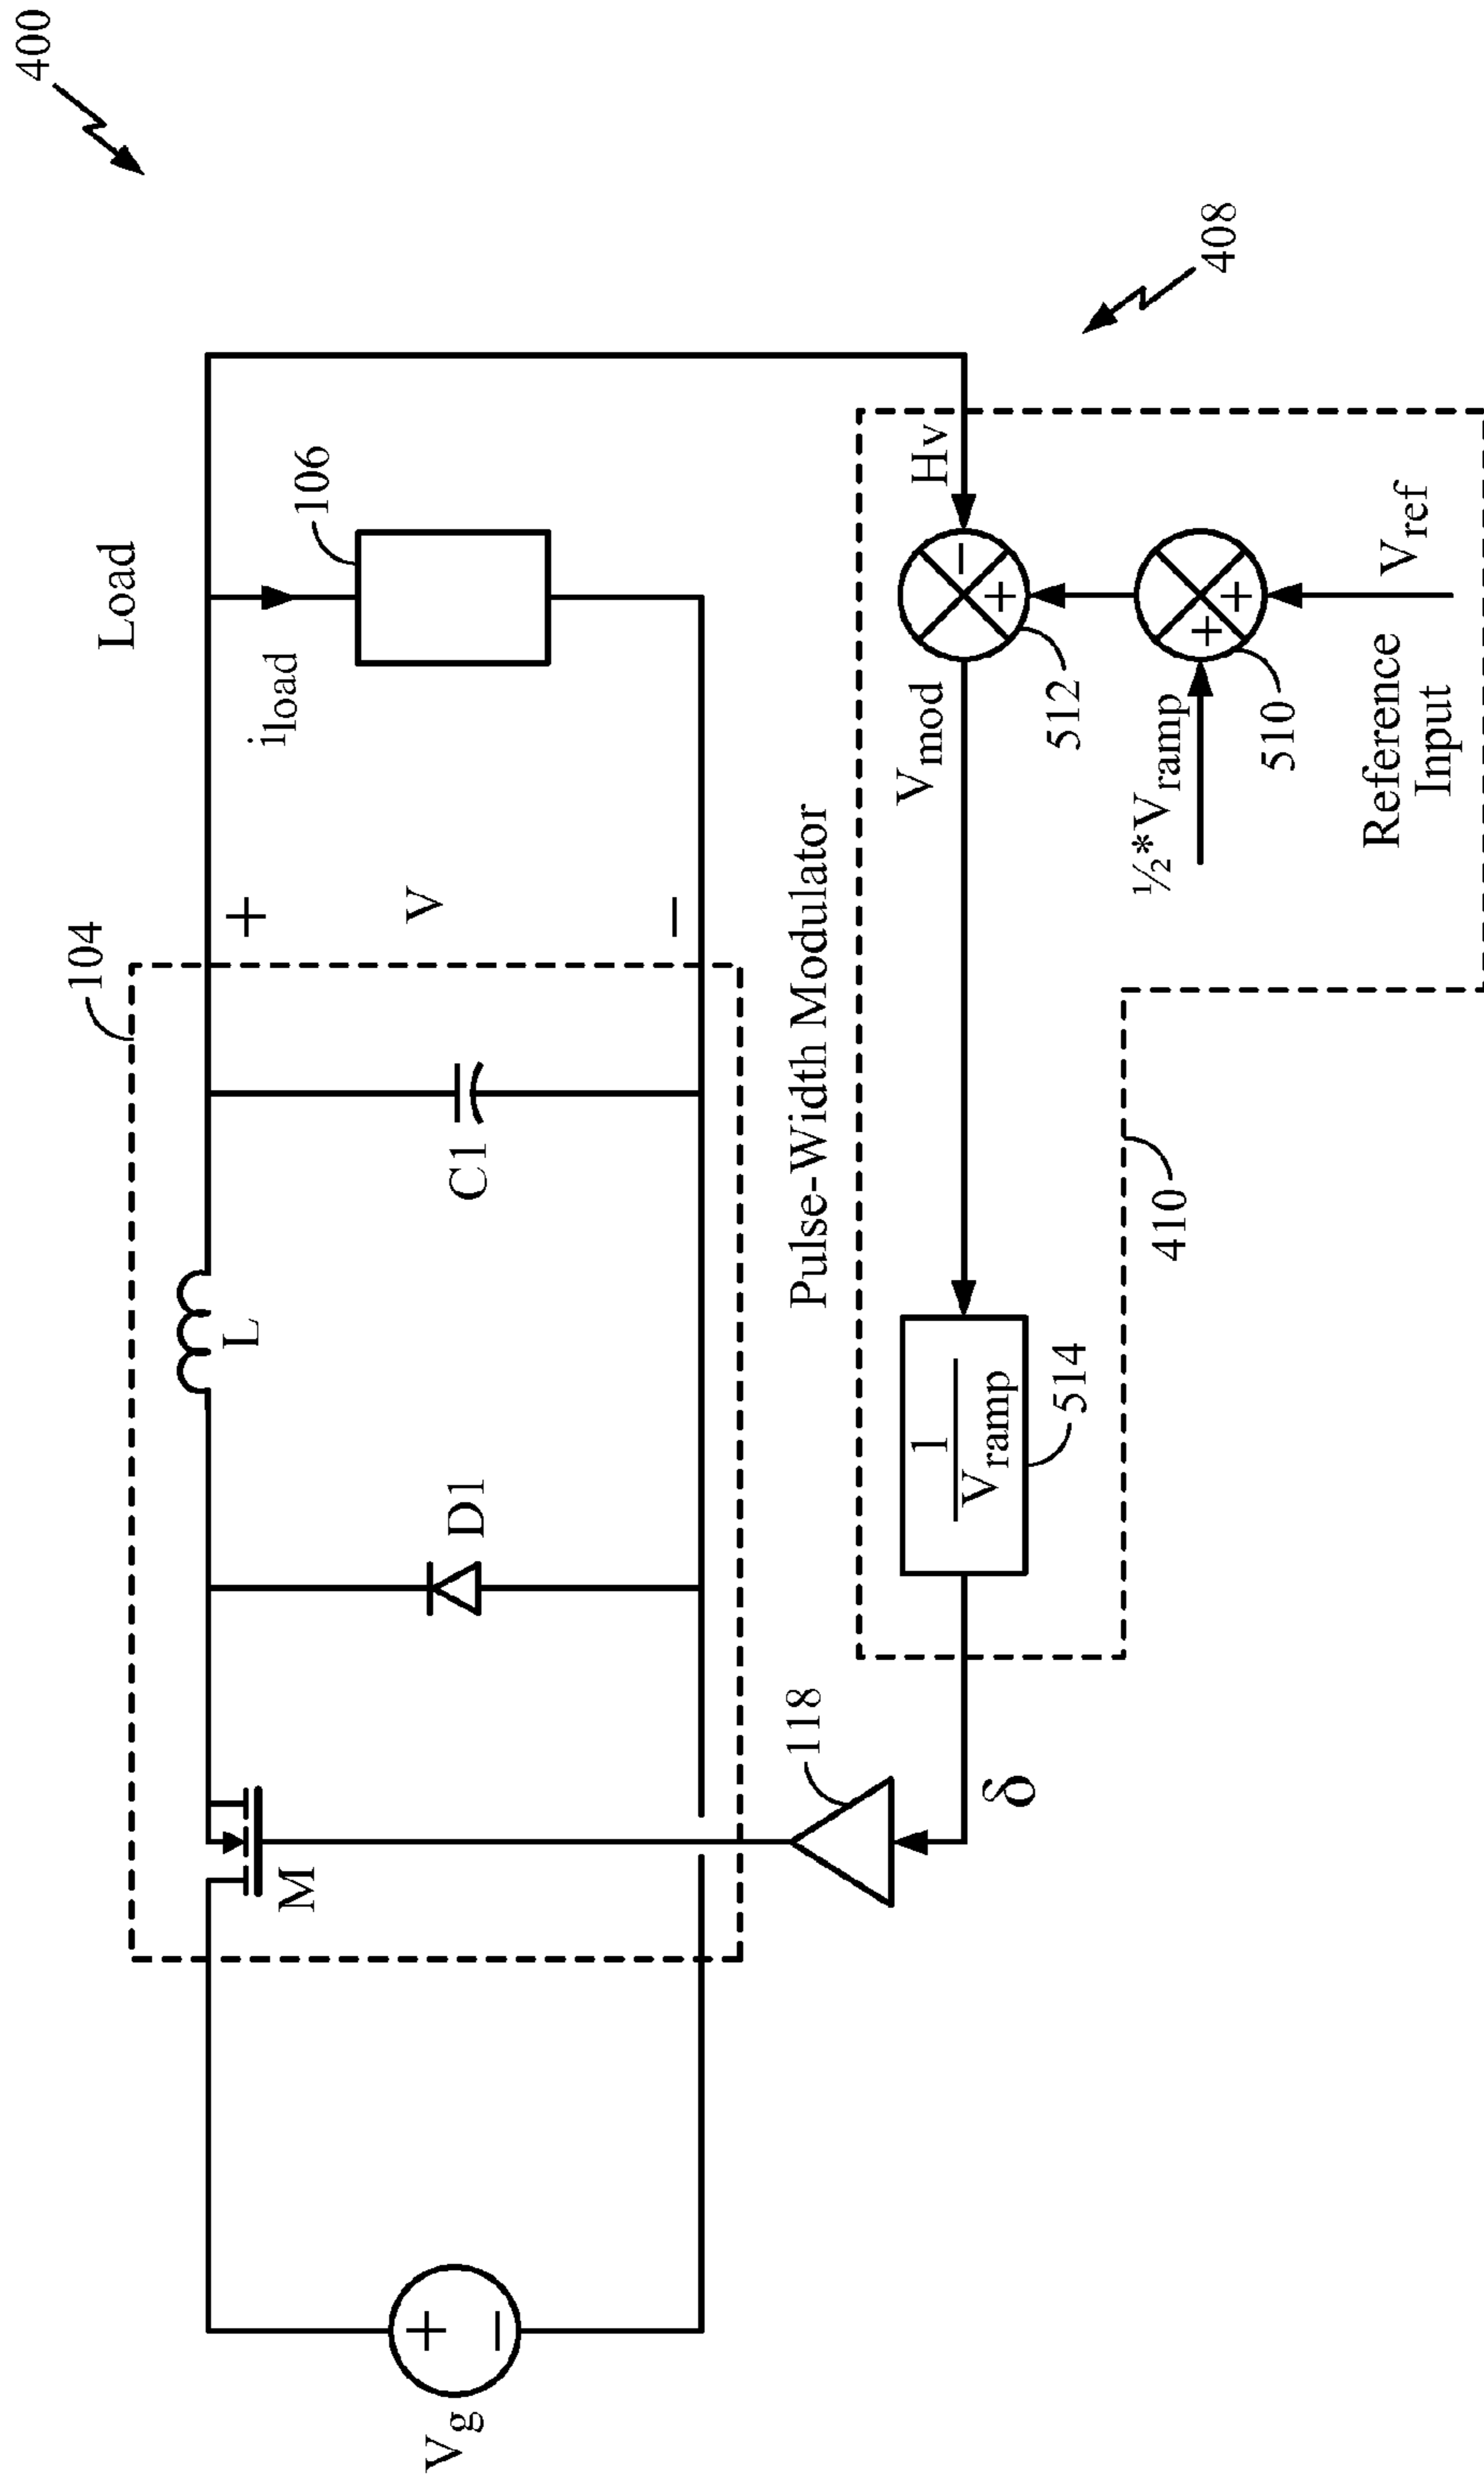 400
104
Load
106
i_load
M
L
D1
C1
+
V
−
V_g
+
−
408
118
Pulse-Width Modulator
δ
1
V_ramp
514
V_mod
Hv
−
+
512
410
½*V_ramp
+
+
510
V_ref
Reference
Input